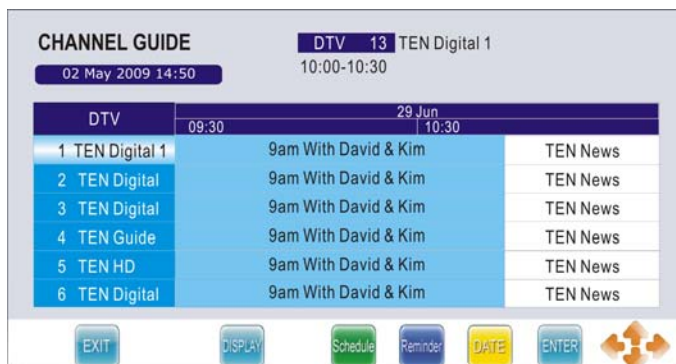 CHANNEL GUIDE
DTV 13 TEN Digital 1
02 May 2009 14:50
10:00-10:30
DTV
29 Jun
09:30 10:30
1 TEN Digital 1 9am With David & Kim TEN News
2 TEN Digital 9am With David & Kim TEN News
3 TEN Digital 9am With David & Kim TEN News
4 TEN Guide 9am With David & Kim TEN News
5 TEN HD 9am With David & Kim TEN News
6 TEN Digital 9am With David & Kim TEN News
EXIT DISPLAY Schedule Reminder DATE ENTER